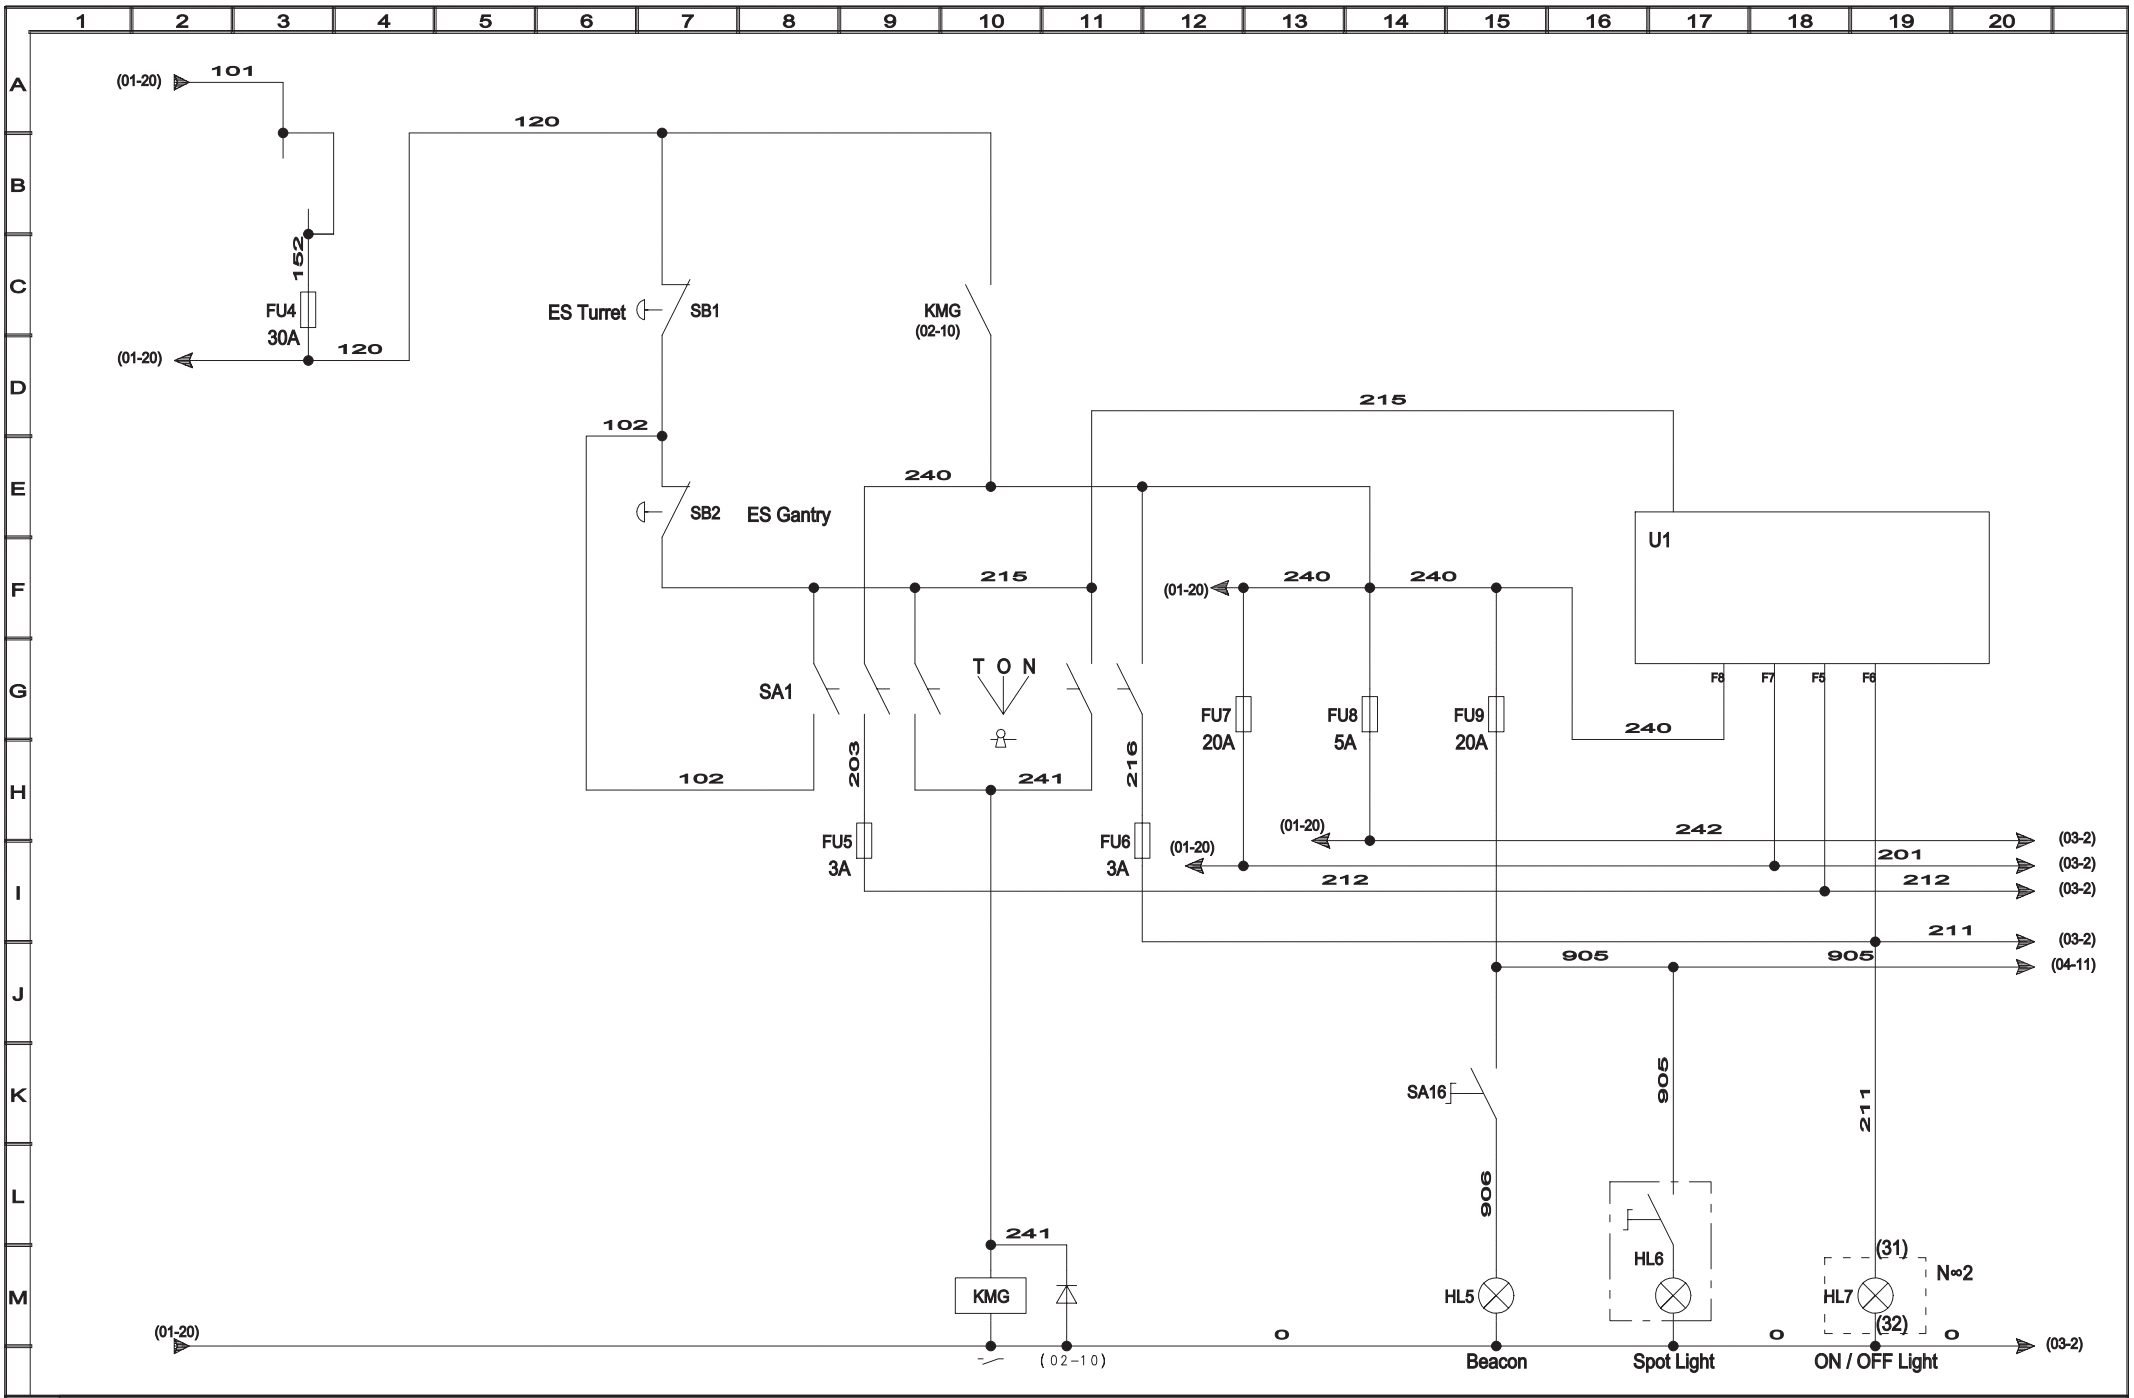 1 2 3 4 5 6 7 8 9 10 11 12 13 14 15 16 17 18 19 20
A
(01-20) 101
120
B
152
C
FU4
30A
ES Turret SB1
KMG
(02-10)
(01-20) 120
D
215
102
E
240
SB2 ES Gantry
U1
F
215
(01-20) 240 240
G
SA1
T O N
F8 F7 F5 F6
FU7 FU8 FU9
20A 5A 20A
240
H
102 203 241 216
(01-20) 242 (03-2)
FU5 FU6 (01-20)
3A 3A
201 (03-2)
I
212 212 (03-2)
211 (03-2)
905 905 (04-11)
J
K
SA16 905 211
L
906
241
(31)
HL6
N∞2
M
KMG HL5 HL7
(32)
(01-20) 0 0 0 (03-2)
(02-10) Beacon Spot Light ON / OFF Light